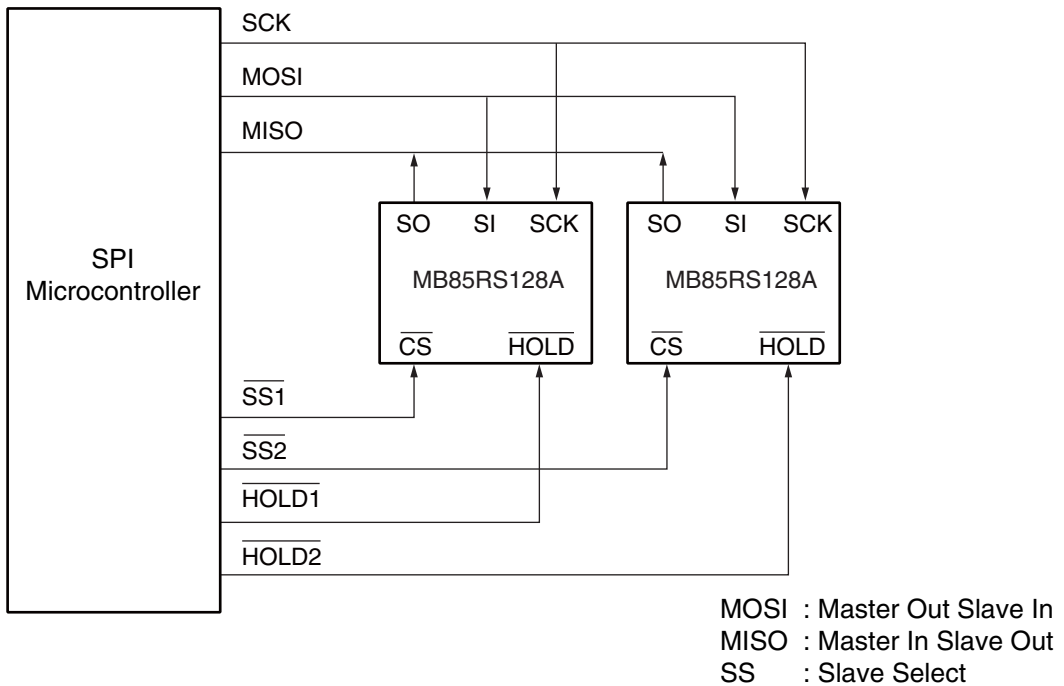 SCK
MOSI
MISO
SO SI SCK
MB85RS128A
CS HOLD
SO SI SCK
MB85RS128A
CS HOLD
SPI
Microcontroller
SS1
SS2
HOLD1
HOLD2
MOSI : Master Out Slave In
MISO : Master In Slave Out
SS : Slave Select